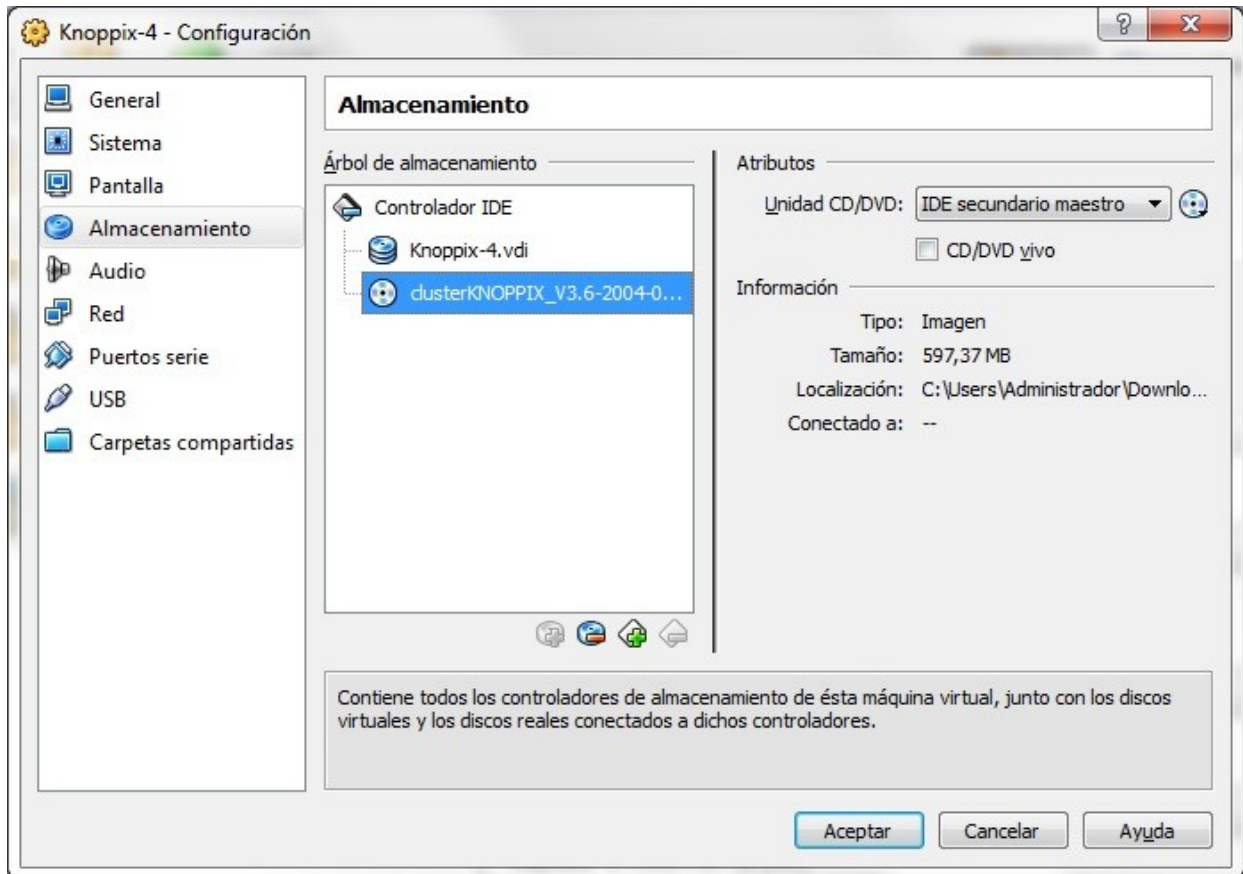 Knoppix-4 - Configuración
General
Sistema
Pantalla
Almacenamiento
Audio
Red
Puertos serie
USB
Carpetas compartidas
Almacenamiento
Árbol de almacenamiento
Controlador IDE
Knoppix-4.vdi
clusterKNOPPIX_V3.6-2004-0...
Atributos
Unidad CD/DVD: IDE secundario maestro
CD/DVD vivo
Información
Tipo: Imagen
Tamaño: 597,37 MB
Localización: C:\Users\Administrador\Downlo...
Conectado a: --
Contiene todos los controladores de almacenamiento de ésta máquina virtual, junto con los discos
virtuales y los discos reales conectados a dichos controladores.
Aceptar Cancelar Ayuda